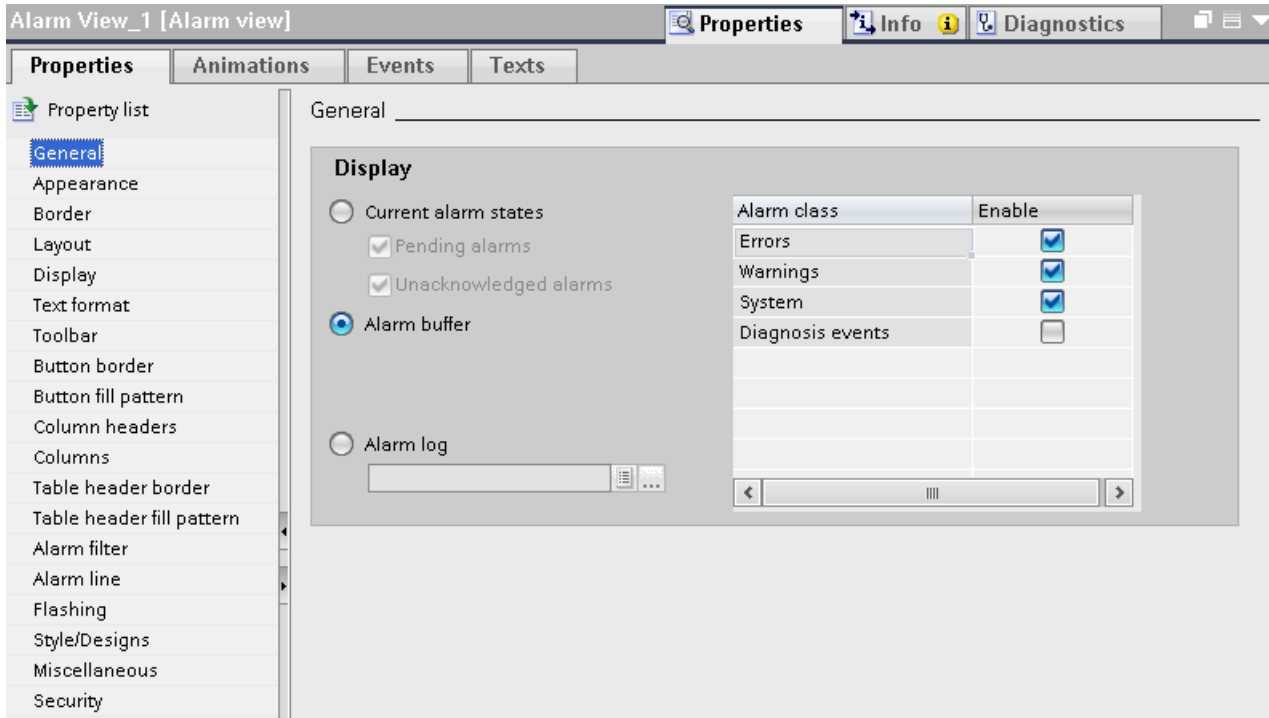 Alarm View_1 [Alarm view]
Properties
Info
Diagnostics
Properties
Animations
Events
Texts
Property list
General
Appearance
Border
Layout
Display
Text format
Toolbar
Button border
Button fill pattern
Column headers
Columns
Table header border
Table header fill pattern
Alarm filter
Alarm line
Flashing
Style/Designs
Miscellaneous
Security
General
Display
Current alarm states
Pending alarms
Unacknowledged alarms
Alarm buffer
Alarm log
...
Alarm class Enable
Errors
Warnings
System
Diagnosis events